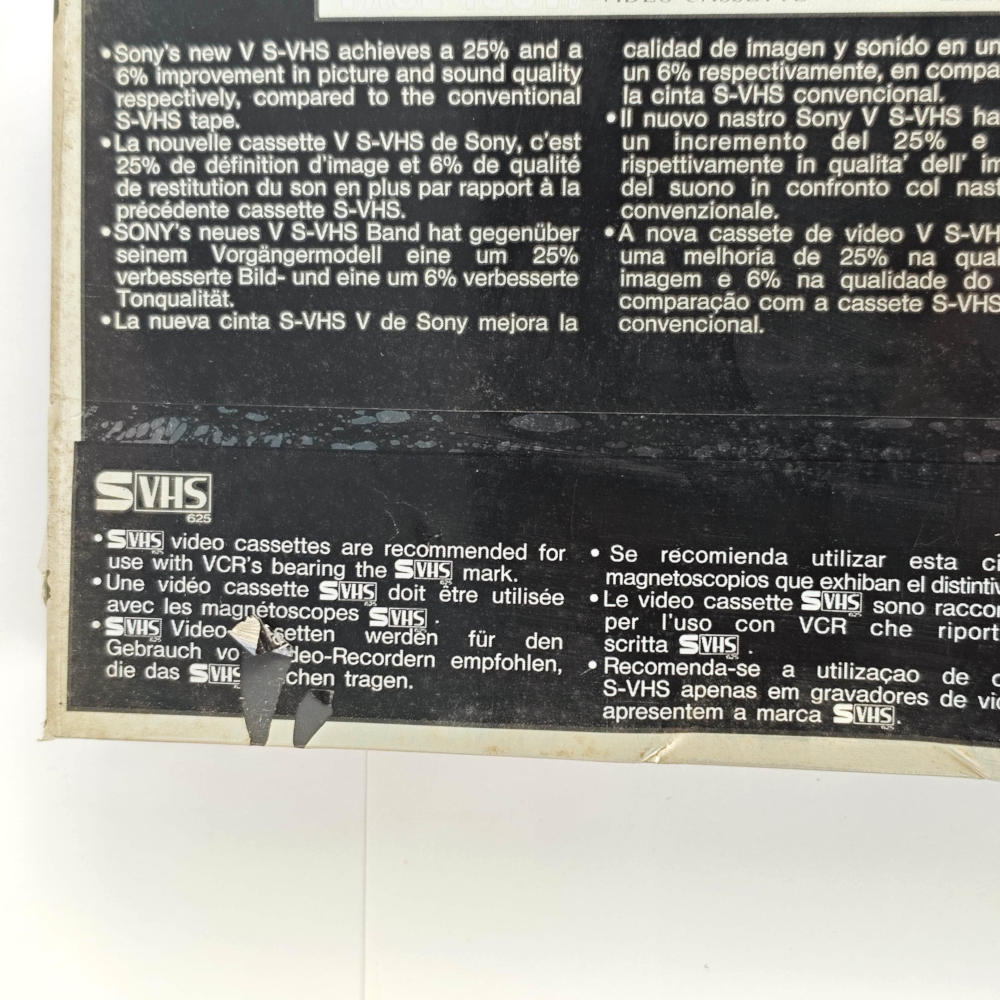 VIDEO CASSETTE
•Sony's new V S-VHS achieves a 25% and a
6% improvement in picture and sound quality
respectively, compared to the conventional
S-VHS tape.
•La nouvelle cassette V S-VHS de Sony, c'est
25% de définition d'image et 6% de qualité
de restitution du son en plus par rapport à la
précédente cassette S-VHS.
•SONY's neues V S-VHS Band hat gegenüber
seinem Vorgängermodell eine um 25%
verbesserte Bild- und eine um 6% verbesserte
Tonqualität.
•La nueva cinta S-VHS V de Sony mejora la
calidad de imagen y sonido en un
un 6% respectivamente, en compa
la cinta S-VHS convencional.
•Il nuovo nastro Sony V S-VHS ha
un incremento del 25% e
rispettivamente in qualita' dell' im
del suono in confronto col nast
convenzionale.
•A nova cassete de video V S-VH
uma melhoria de 25% na qual
imagem e 6% na qualidade do
comparação com a cassete S-VHS
convencional.
SVHS
625
•SVHS video cassettes are recommended for
use with VCR's bearing the SVHS mark.
•Une vidéo cassette SVHS doit être utilisée
avec les magnétoscopes SVHS.
•SVHS Video setten werden für den
Gebrauch vo deo-Recordern empfohlen,
die das SVHS chen tragen.
• Se recomienda utilizar esta ci
magnetoscopios que exhiban el distintiv
•Le video cassette SVHS sono raccor
per l'uso con VCR che riport
scritta SVHS.
•Recomenda-se a utilizaçao de c
S-VHS apenas em gravadores de vid
apresentem a marca SVHS.